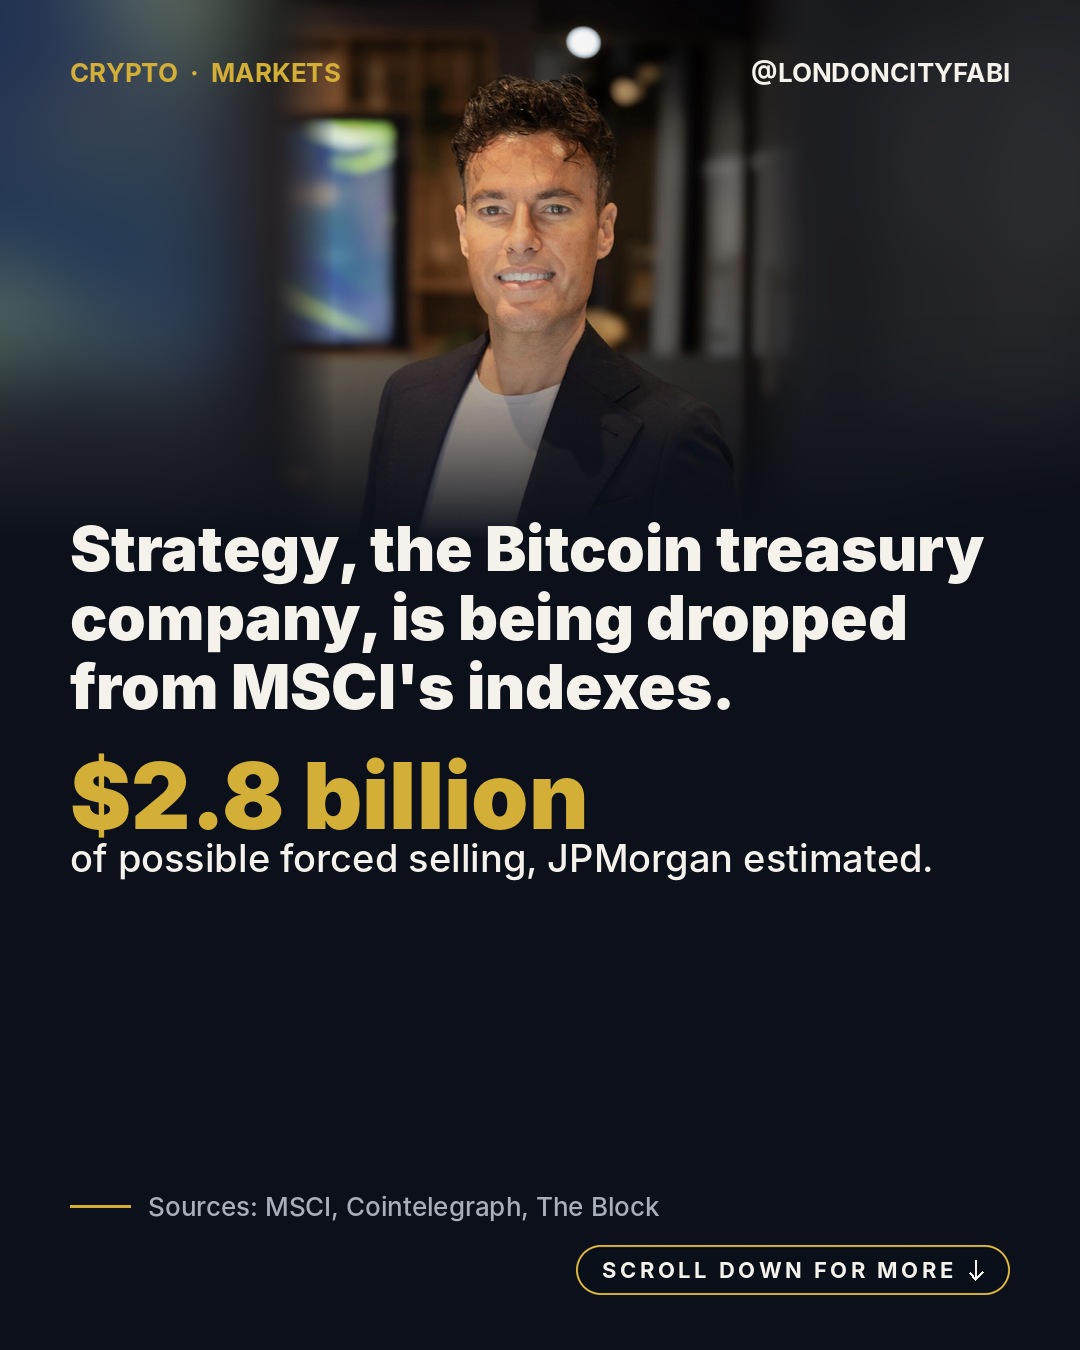 CRYPTO · MARKETS
@LONDONCITYFABI
Strategy, the Bitcoin treasury
company, is being dropped
from MSCI's indexes.
$2.8 billion
of possible forced selling, JPMorgan estimated.
Sources: MSCI, Cointelegraph, The Block
SCROLL DOWN FOR MORE ↓